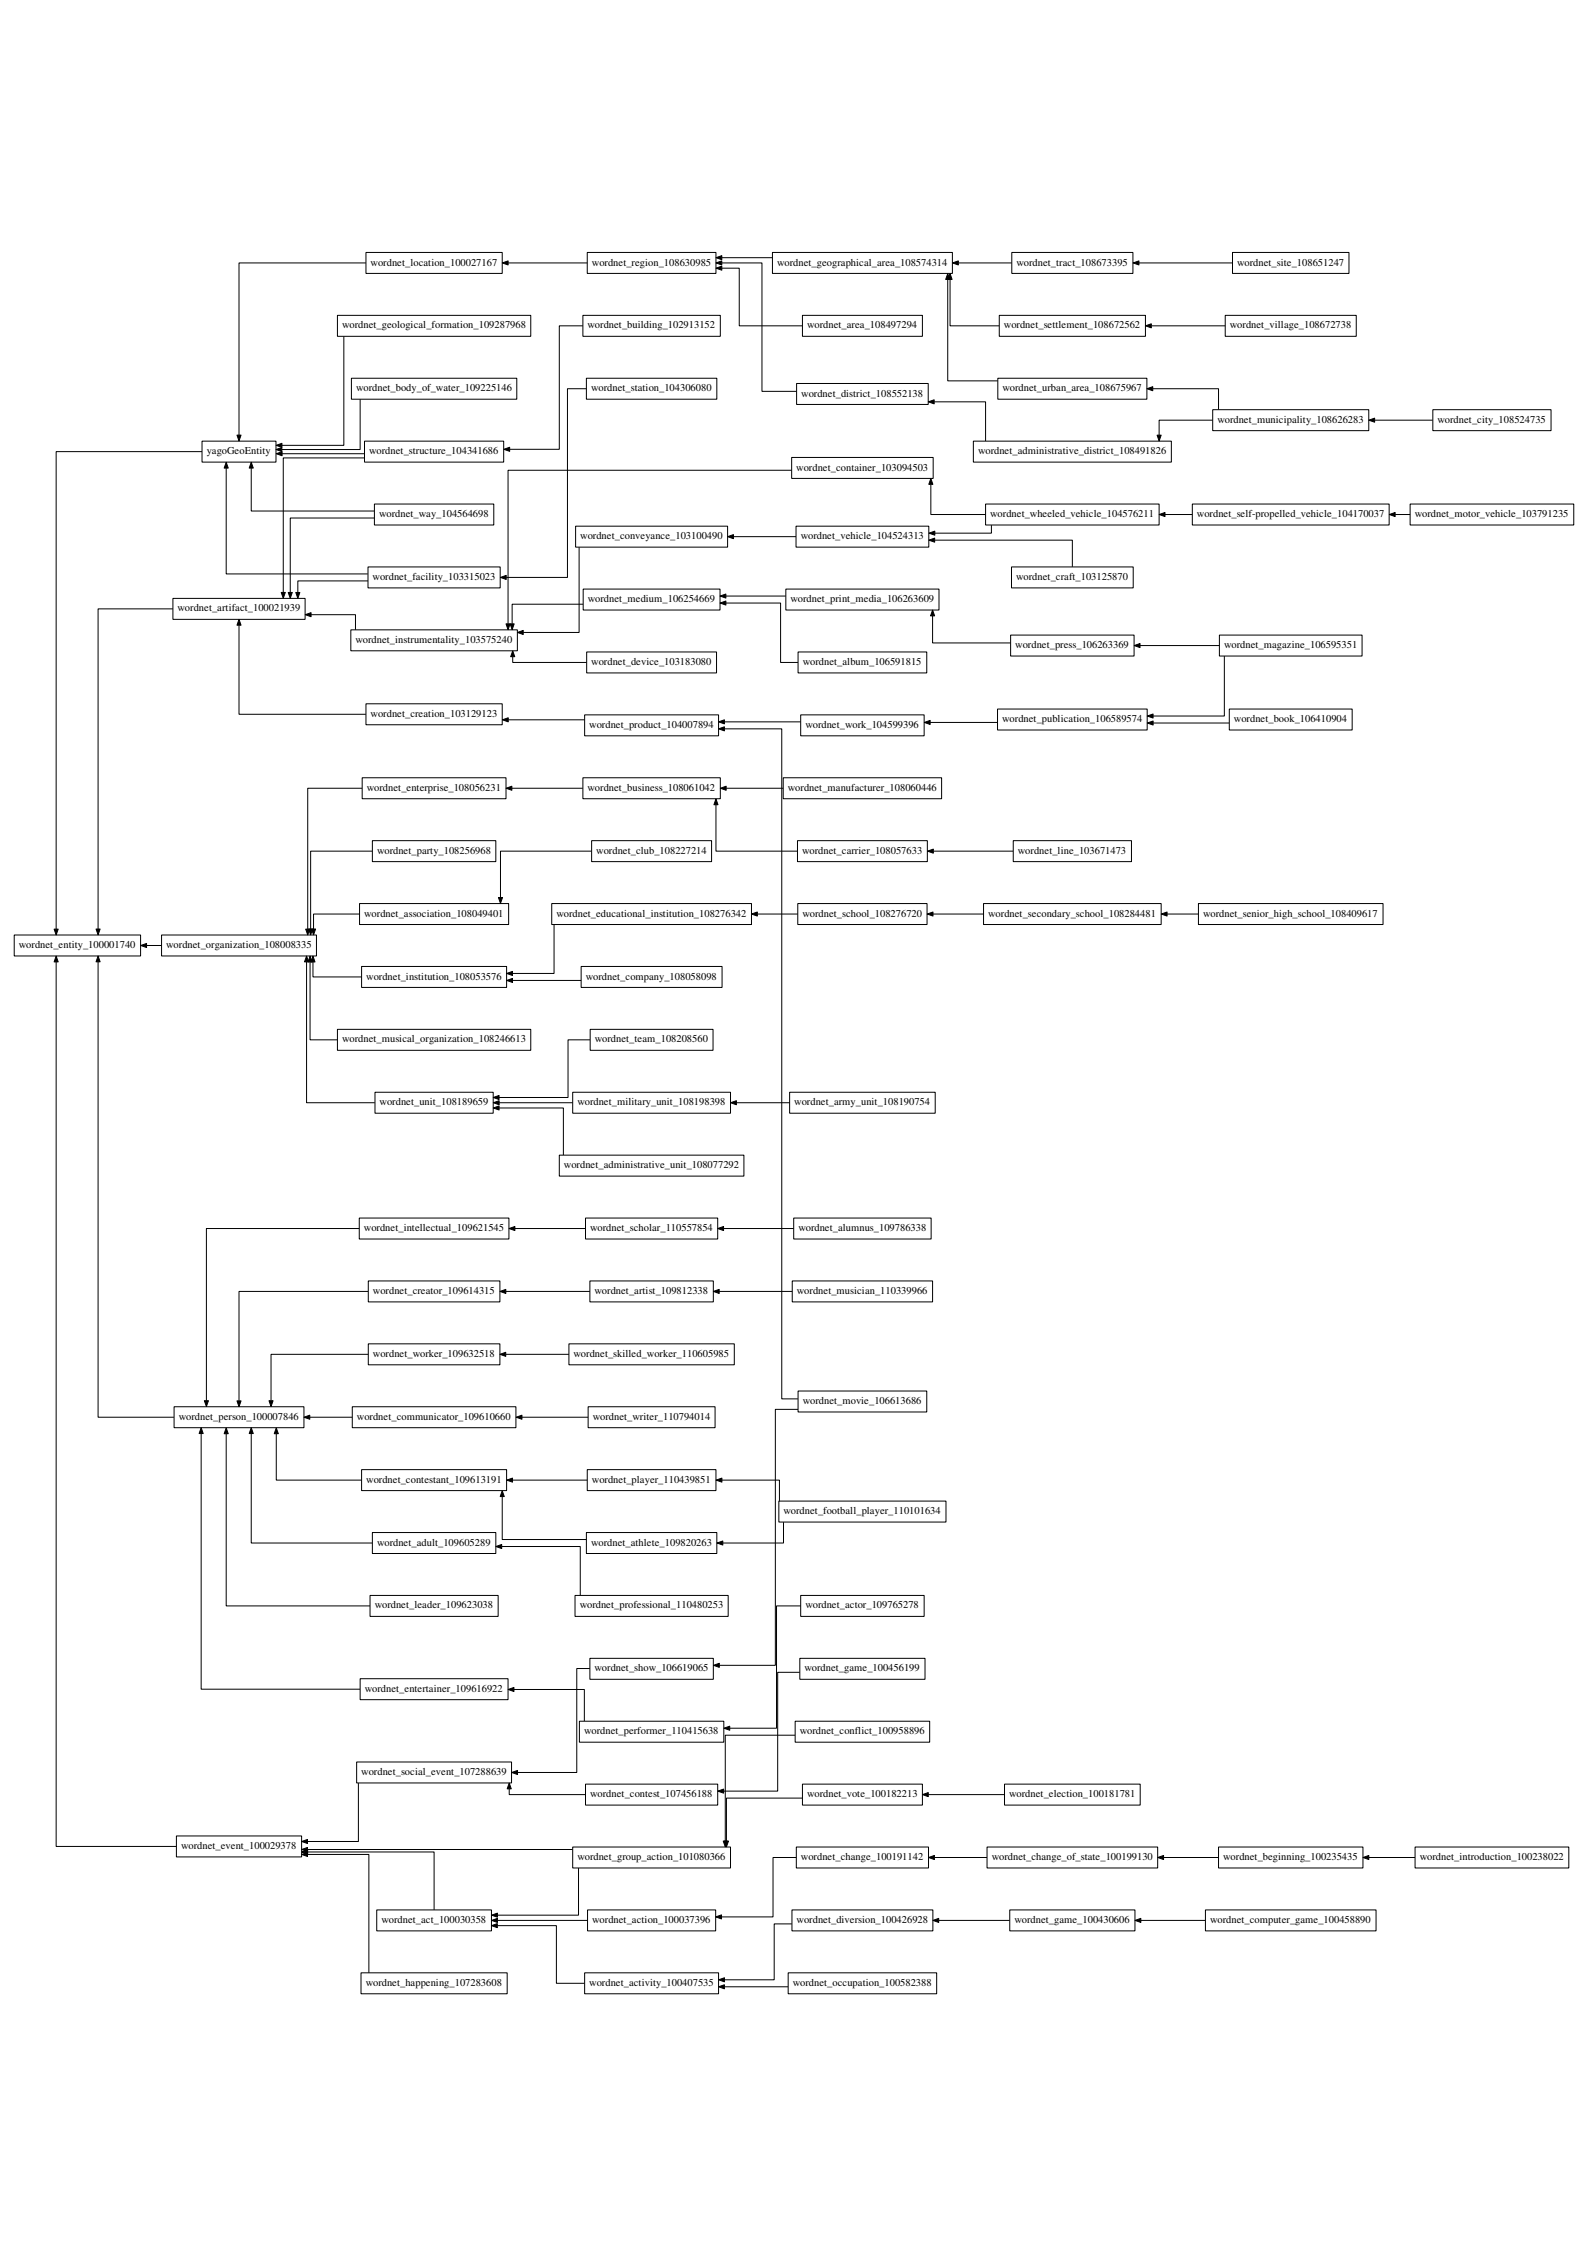 wordnet_location_100027167
wordnet_region_108630985
wordnet_geographical_area_108574314
wordnet_tract_108673395
wordnet_site_108651247
wordnet_geological_formation_109287968
wordnet_building_102913152
wordnet_area_108497294
wordnet_settlement_108672562
wordnet_village_108672738
wordnet_body_of_water_109225146
wordnet_station_104306080
wordnet_district_108552138
wordnet_urban_area_108675967
wordnet_municipality_108626283
wordnet_city_108524735
yagoGeoEntity
wordnet_structure_104341686
wordnet_administrative_district_108491826
wordnet_container_103094503
wordnet_way_104564698
wordnet_wheeled_vehicle_104576211
wordnet_self-propelled_vehicle_104170037
wordnet_motor_vehicle_103791235
wordnet_conveyance_103100490
wordnet_vehicle_104524313
wordnet_facility_103315023
wordnet_craft_103125870
wordnet_artifact_100021939
wordnet_medium_106254669
wordnet_print_media_106263609
wordnet_instrumentality_103575240
wordnet_press_106263369
wordnet_magazine_106595351
wordnet_device_103183080
wordnet_album_106591815
wordnet_creation_103129123
wordnet_product_104007894
wordnet_work_104599396
wordnet_publication_106589574
wordnet_book_106410904
wordnet_enterprise_108056231
wordnet_business_108061042
wordnet_manufacturer_108060446
wordnet_party_108256968
wordnet_club_108227214
wordnet_carrier_108057633
wordnet_line_103671473
wordnet_association_108049401
wordnet_educational_institution_108276342
wordnet_school_108276720
wordnet_secondary_school_108284481
wordnet_senior_high_school_108409617
wordnet_entity_100001740
wordnet_organization_108008335
wordnet_institution_108053576
wordnet_company_108058098
wordnet_musical_organization_108246613
wordnet_team_108208560
wordnet_unit_108189659
wordnet_military_unit_108198398
wordnet_army_unit_108190754
wordnet_administrative_unit_108077292
wordnet_intellectual_109621545
wordnet_scholar_110557854
wordnet_alumnus_109786338
wordnet_creator_109614315
wordnet_artist_109812338
wordnet_musician_110339966
wordnet_worker_109632518
wordnet_skilled_worker_110605985
wordnet_movie_106613686
wordnet_person_100007846
wordnet_communicator_109610660
wordnet_writer_110794014
wordnet_contestant_109613191
wordnet_player_110439851
wordnet_football_player_110101634
wordnet_adult_109605289
wordnet_athlete_109820263
wordnet_leader_109623038
wordnet_professional_110480253
wordnet_actor_109765278
wordnet_show_106619065
wordnet_game_100456199
wordnet_entertainer_109616922
wordnet_performer_110415638
wordnet_conflict_100958896
wordnet_social_event_107288639
wordnet_contest_107456188
wordnet_vote_100182213
wordnet_election_100181781
wordnet_event_100029378
wordnet_group_action_101080366
wordnet_change_100191142
wordnet_change_of_state_100199130
wordnet_beginning_100235435
wordnet_introduction_100238022
wordnet_act_100030358
wordnet_action_100037396
wordnet_diversion_100426928
wordnet_game_100430606
wordnet_computer_game_100458890
wordnet_happening_107283608
wordnet_activity_100407535
wordnet_occupation_100582388